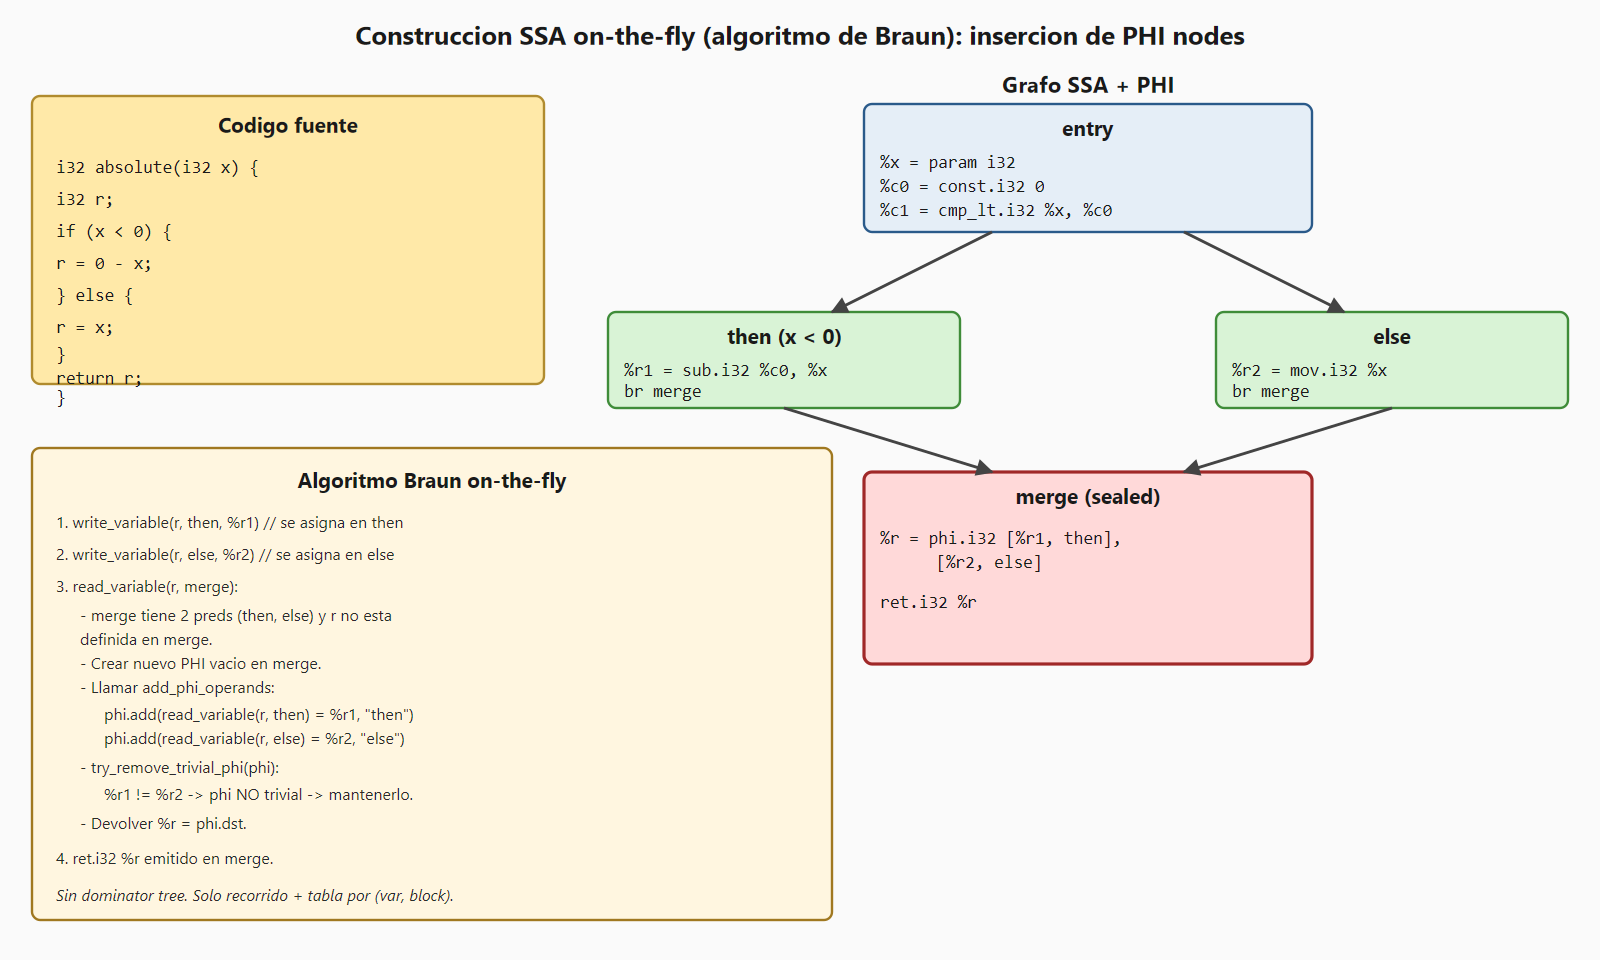 Construccion SSA on-the-fly (algoritmo de Braun): insercion de PHI nodes
Codigo fuente
i32 absolute(i32 x) {
i32 r;
if (x < 0) {
r = 0 - x;
} else {
r = x;
}
return r;
}
Grafo SSA + PHI
entry
%x = param i32
%c0 = const.i32 0
%c1 = cmp_lt.i32 %x, %c0
then (x < 0)
%r1 = sub.i32 %c0, %x
br merge
else
%r2 = mov.i32 %x
br merge
merge (sealed)
%r = phi.i32 [%r1, then],
[%r2, else]
ret.i32 %r
Algoritmo Braun on-the-fly
1. write_variable(r, then, %r1) // se asigna en then
2. write_variable(r, else, %r2) // se asigna en else
3. read_variable(r, merge):
- merge tiene 2 preds (then, else) y r no esta
definida en merge.
- Crear nuevo PHI vacio en merge.
- Llamar add_phi_operands:
phi.add(read_variable(r, then) = %r1, "then")
phi.add(read_variable(r, else) = %r2, "else")
- try_remove_trivial_phi(phi):
%r1 != %r2 -> phi NO trivial -> mantenerlo.
- Devolver %r = phi.dst.
4. ret.i32 %r emitido en merge.
Sin dominator tree. Solo recorrido + tabla por (var, block).